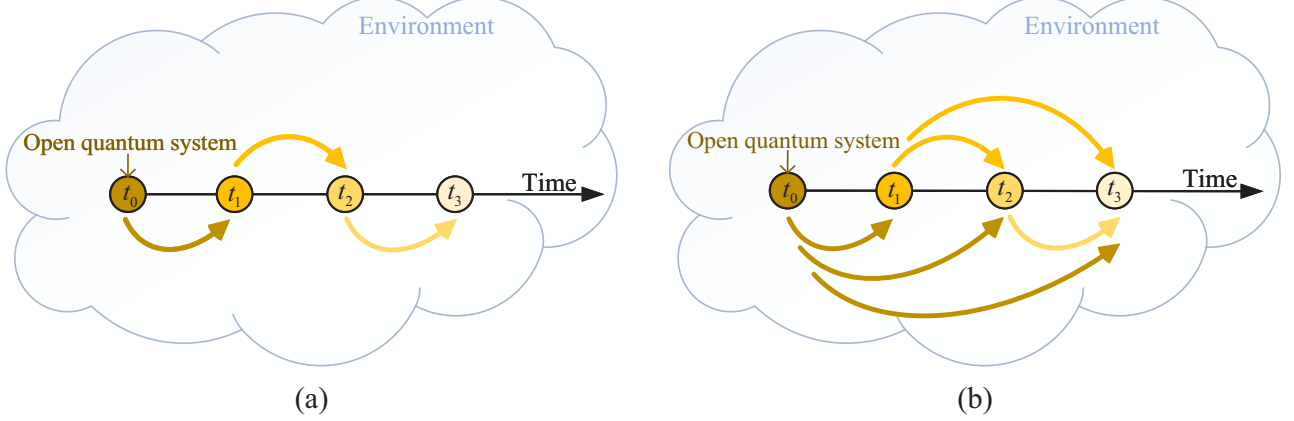 Environment
Open quantum system
t0 t1 t2 t3 Time
(a)
Environment
Open quantum system
t0 t1 t2 t3 Time
(b)